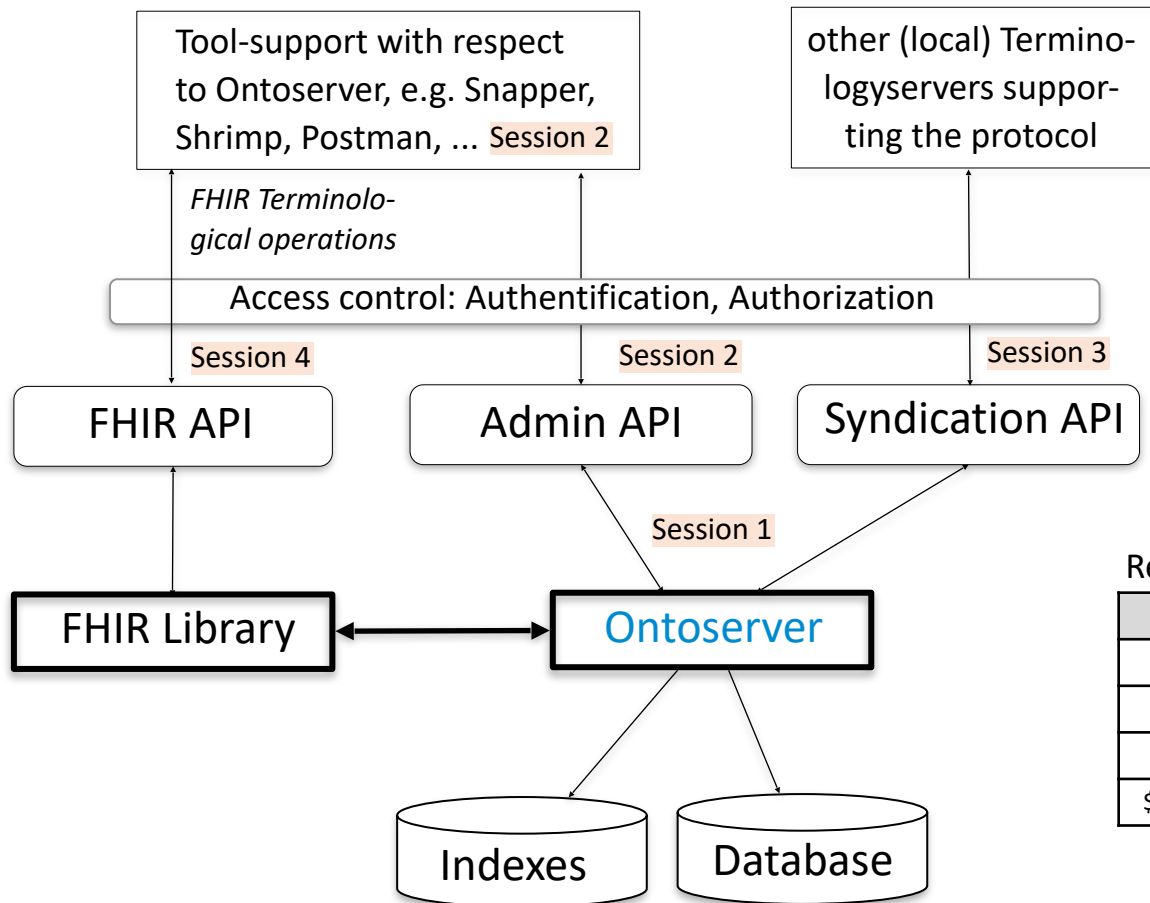 Tool-support with respect
to Ontoserver, e.g. Snapper,
Shrimp, Postman, ... Session 2
other (local) Termino-
logyservers suppor-
ting the protocol
FHIR Terminolo-
gical operations
Access control: Authentification, Authorization
Session 4
Session 2
Session 3
FHIR API
Admin API
Syndication API
Session 1
Re
FHIR Library
Ontoserver
$
Indexes
Database